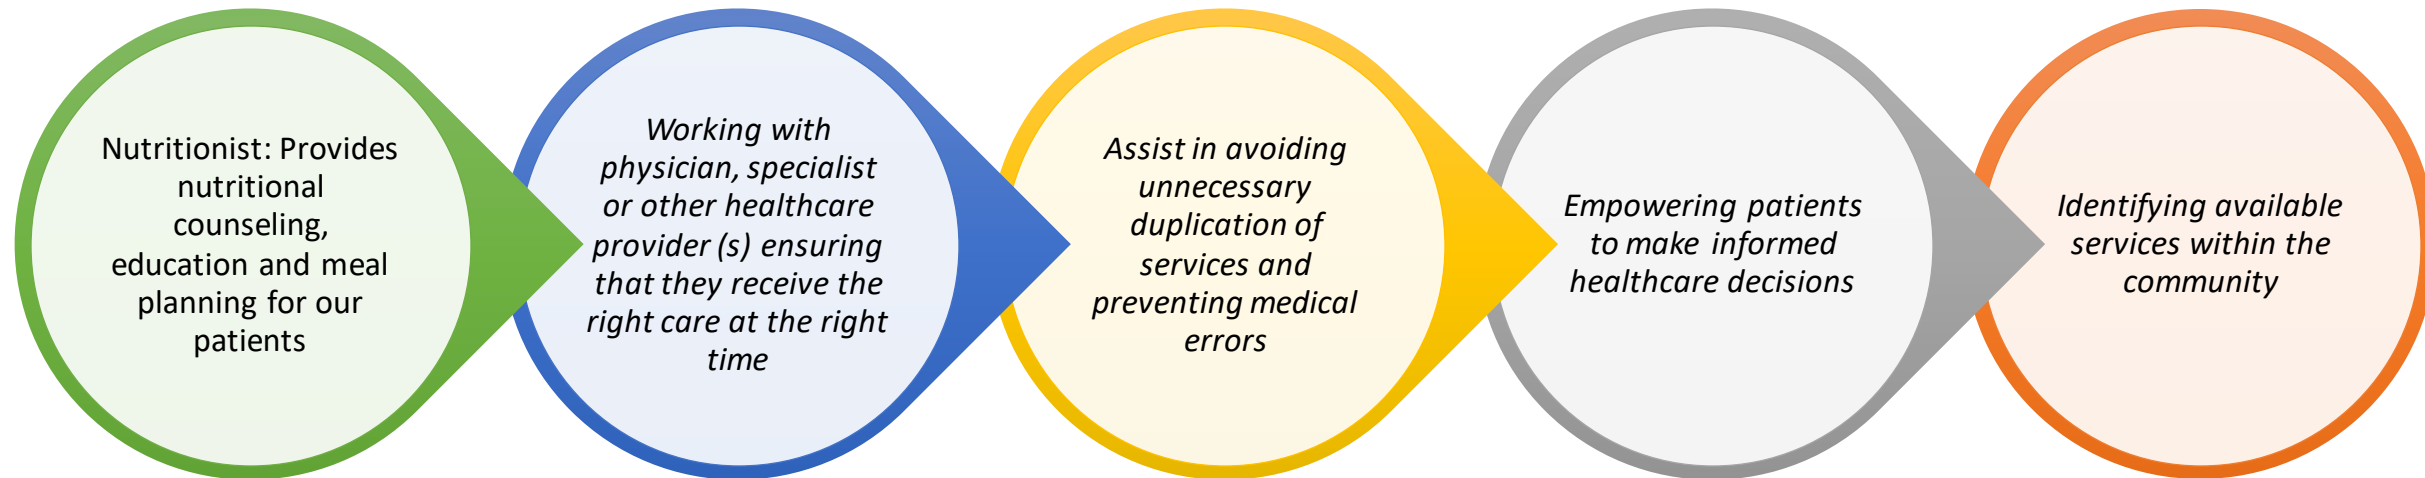 Nutritionist: Provides
nutritional
counseling,
education and meal
planning for our
patients
Working with
physician, specialist
or other healthcare
provider (s) ensuring
that they receive the
right care at the right
time
Assist in avoiding
unnecessary
duplication of
services and
preventing medical
errors
Empowering patients
to make informed
healthcare decisions
Identifying available
services within the
community